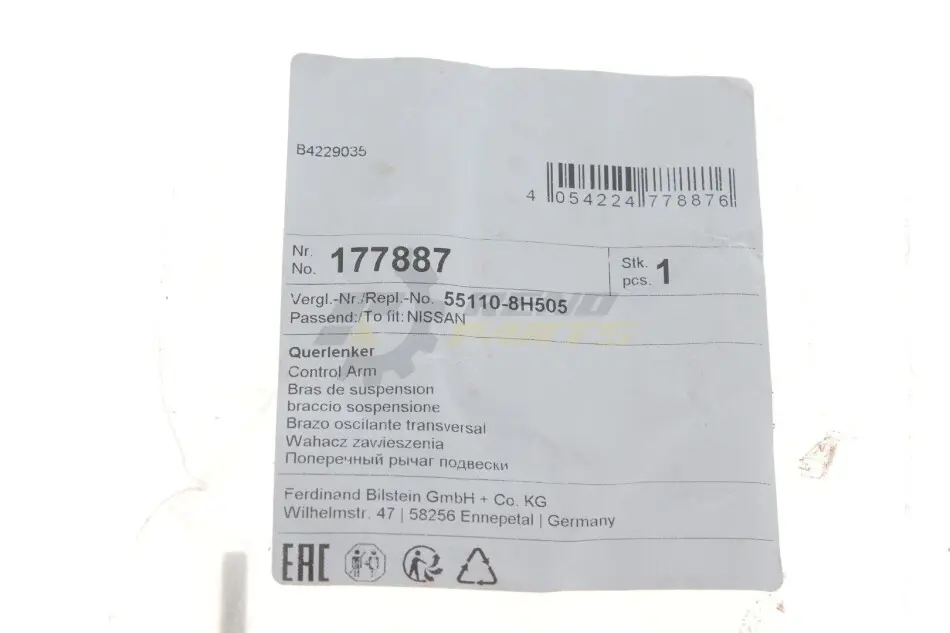 B4229035
4 054224 778876
Nr.
No. 177887
Stk.
pcs. 1
Vergl.-Nr./Repl.-No. 55110-8H505
Passend:/To fit: NISSAN
PARTS
Querlenker
Control Arm
Bras de suspension
braccio sospensione
Brazo oscilante transversal
Wahacz zawieszenia
Поперечный рычаг подвески
Ferdinand Bilstein GmbH + Co. KG
Wilhelmstr. 47 | 58256 Ennepetal | Germany
EAC